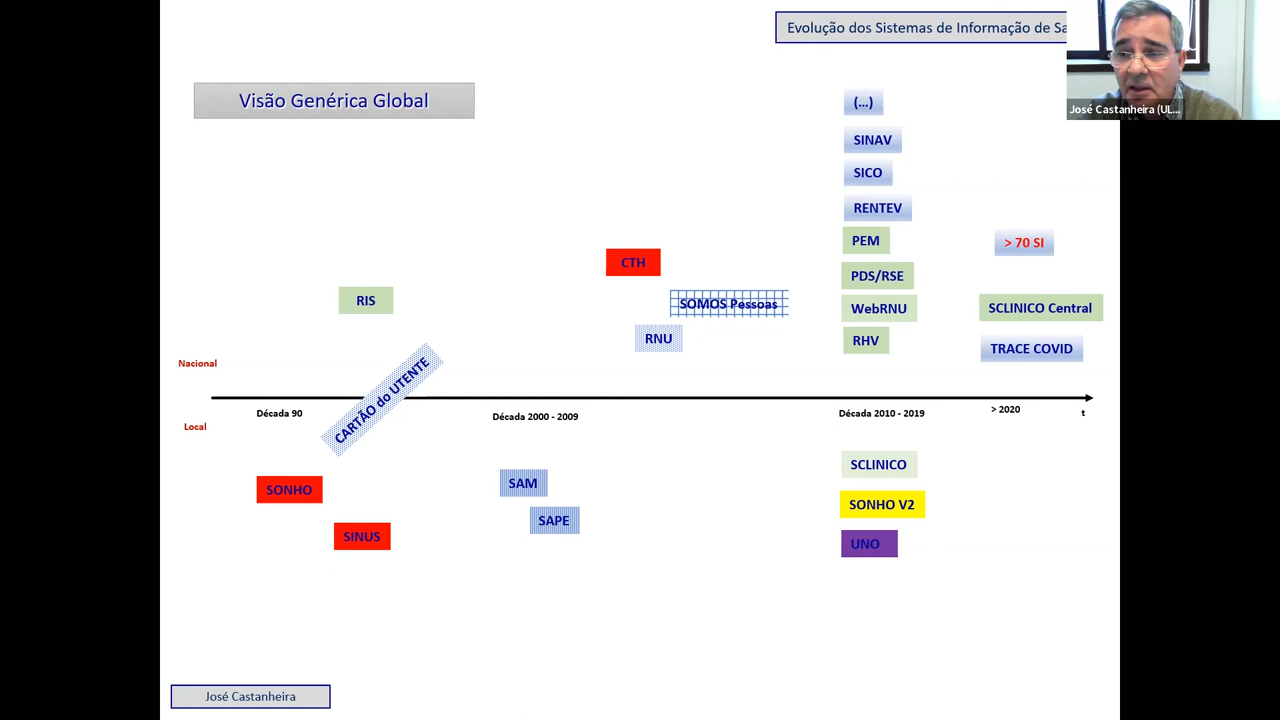 Evolução dos Sistemas de Informação de Sa
José Castanheira (UL...
Visão Genérica Global
(...)
SINAV
SICO
RENTEV
PEM
> 70 SI
CTH
PDS/RSE
RIS
SOMOS Pessoas
WebRNU
SCLINICO Central
RNU
RHV
TRACE COVID
Nacional
CARTÃO do UTENTE
Década 90
Década 2000 - 2009
Década 2010 - 2019
> 2020
t
Local
SCLINICO
SONHO
SAM
SONHO V2
SAPE
SINUS
UNO
José Castanheira